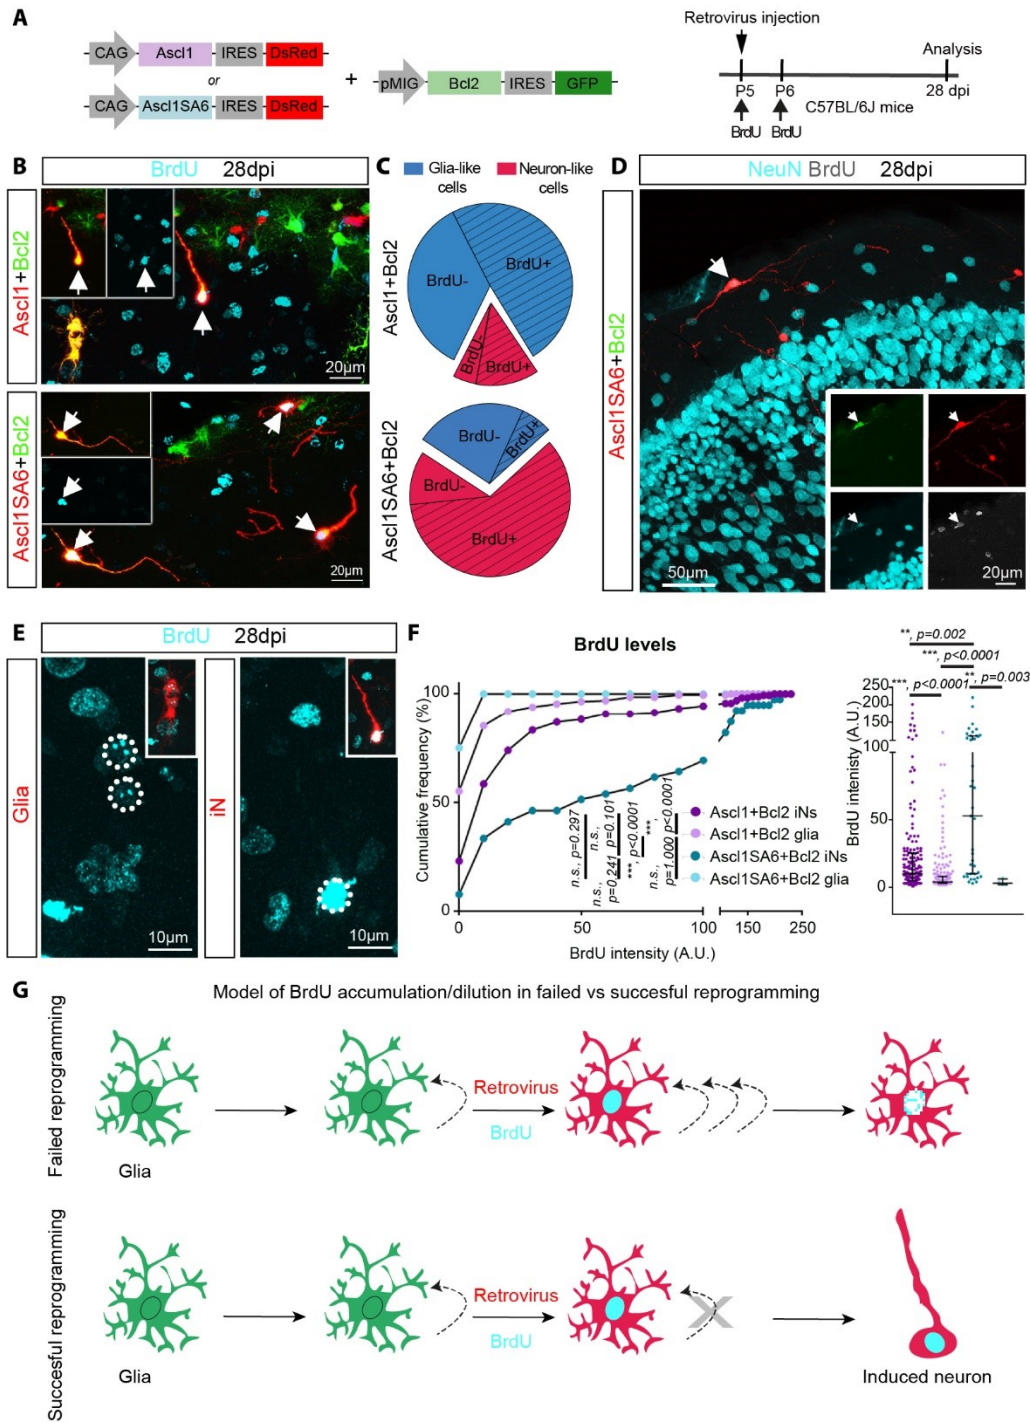 A
CAG Ascl1 IRES DsRed
or
CAG Ascl1SA6 IRES DsRed
+
pMIG Bcl2 IRES GFP
Retrovirus injection
Analysis
P5 P6 28 dpi
C57BL/6J mice
BrdU BrdU
B
BrdU 28dpi
Ascl1+Bcl2
20µm
Ascl1SA6+Bcl2
20µm
C
Glia-like cells
Neuron-like cells
Ascl1+Bcl2
BrdU- BrdU+
BrdU- BrdU+
Ascl1SA6+Bcl2
BrdU- BrdU+
BrdU-
BrdU+
D
NeuN BrdU 28dpi
Ascl1SA6+Bcl2
50µm
20µm
E
BrdU 28dpi
Glia
10µm
iN
10µm
F
BrdU levels
Cumulative frequency (%)
100
50
0
0 50 100 150 250
BrdU intensity (A.U.)
n.s., p=0.297
n.s., p=0.101
n.s., p=0.241
***, p<0.0001
***, p<0.0001
n.s., p=1.000
Ascl1+Bcl2 iNs
Ascl1+Bcl2 glia
Ascl1SA6+Bcl2 iNs
Ascl1SA6+Bcl2 glia
**, p=0.002
***, p<0.0001
***, p<0.0001
**, p=0.003
BrdU intenisty (A.U.)
250
200
150
100
50
0
G
Model of BrdU accumulation/dilution in failed vs succesful reprogramming
Failed reprogramming
Retrovirus
BrdU
Glia
Succesful reprogramming
Retrovirus
BrdU
Glia
Induced neuron